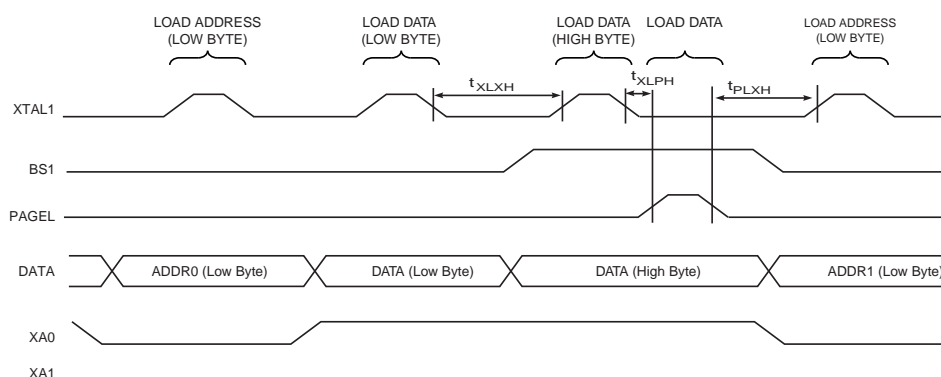 LOAD ADDRESS
(LOW BYTE)
LOAD DATA
(LOW BYTE)
LOAD DATA
(HIGH BYTE)
LOAD DATA
LOAD ADDRESS
(LOW BYTE)
tXLXH
tXLPH
tPLXH
XTAL1
BS1
PAGEL
DATA
ADDR0 (Low Byte)
DATA (Low Byte)
DATA (High Byte)
ADDR1 (Low Byte)
XA0
XA1